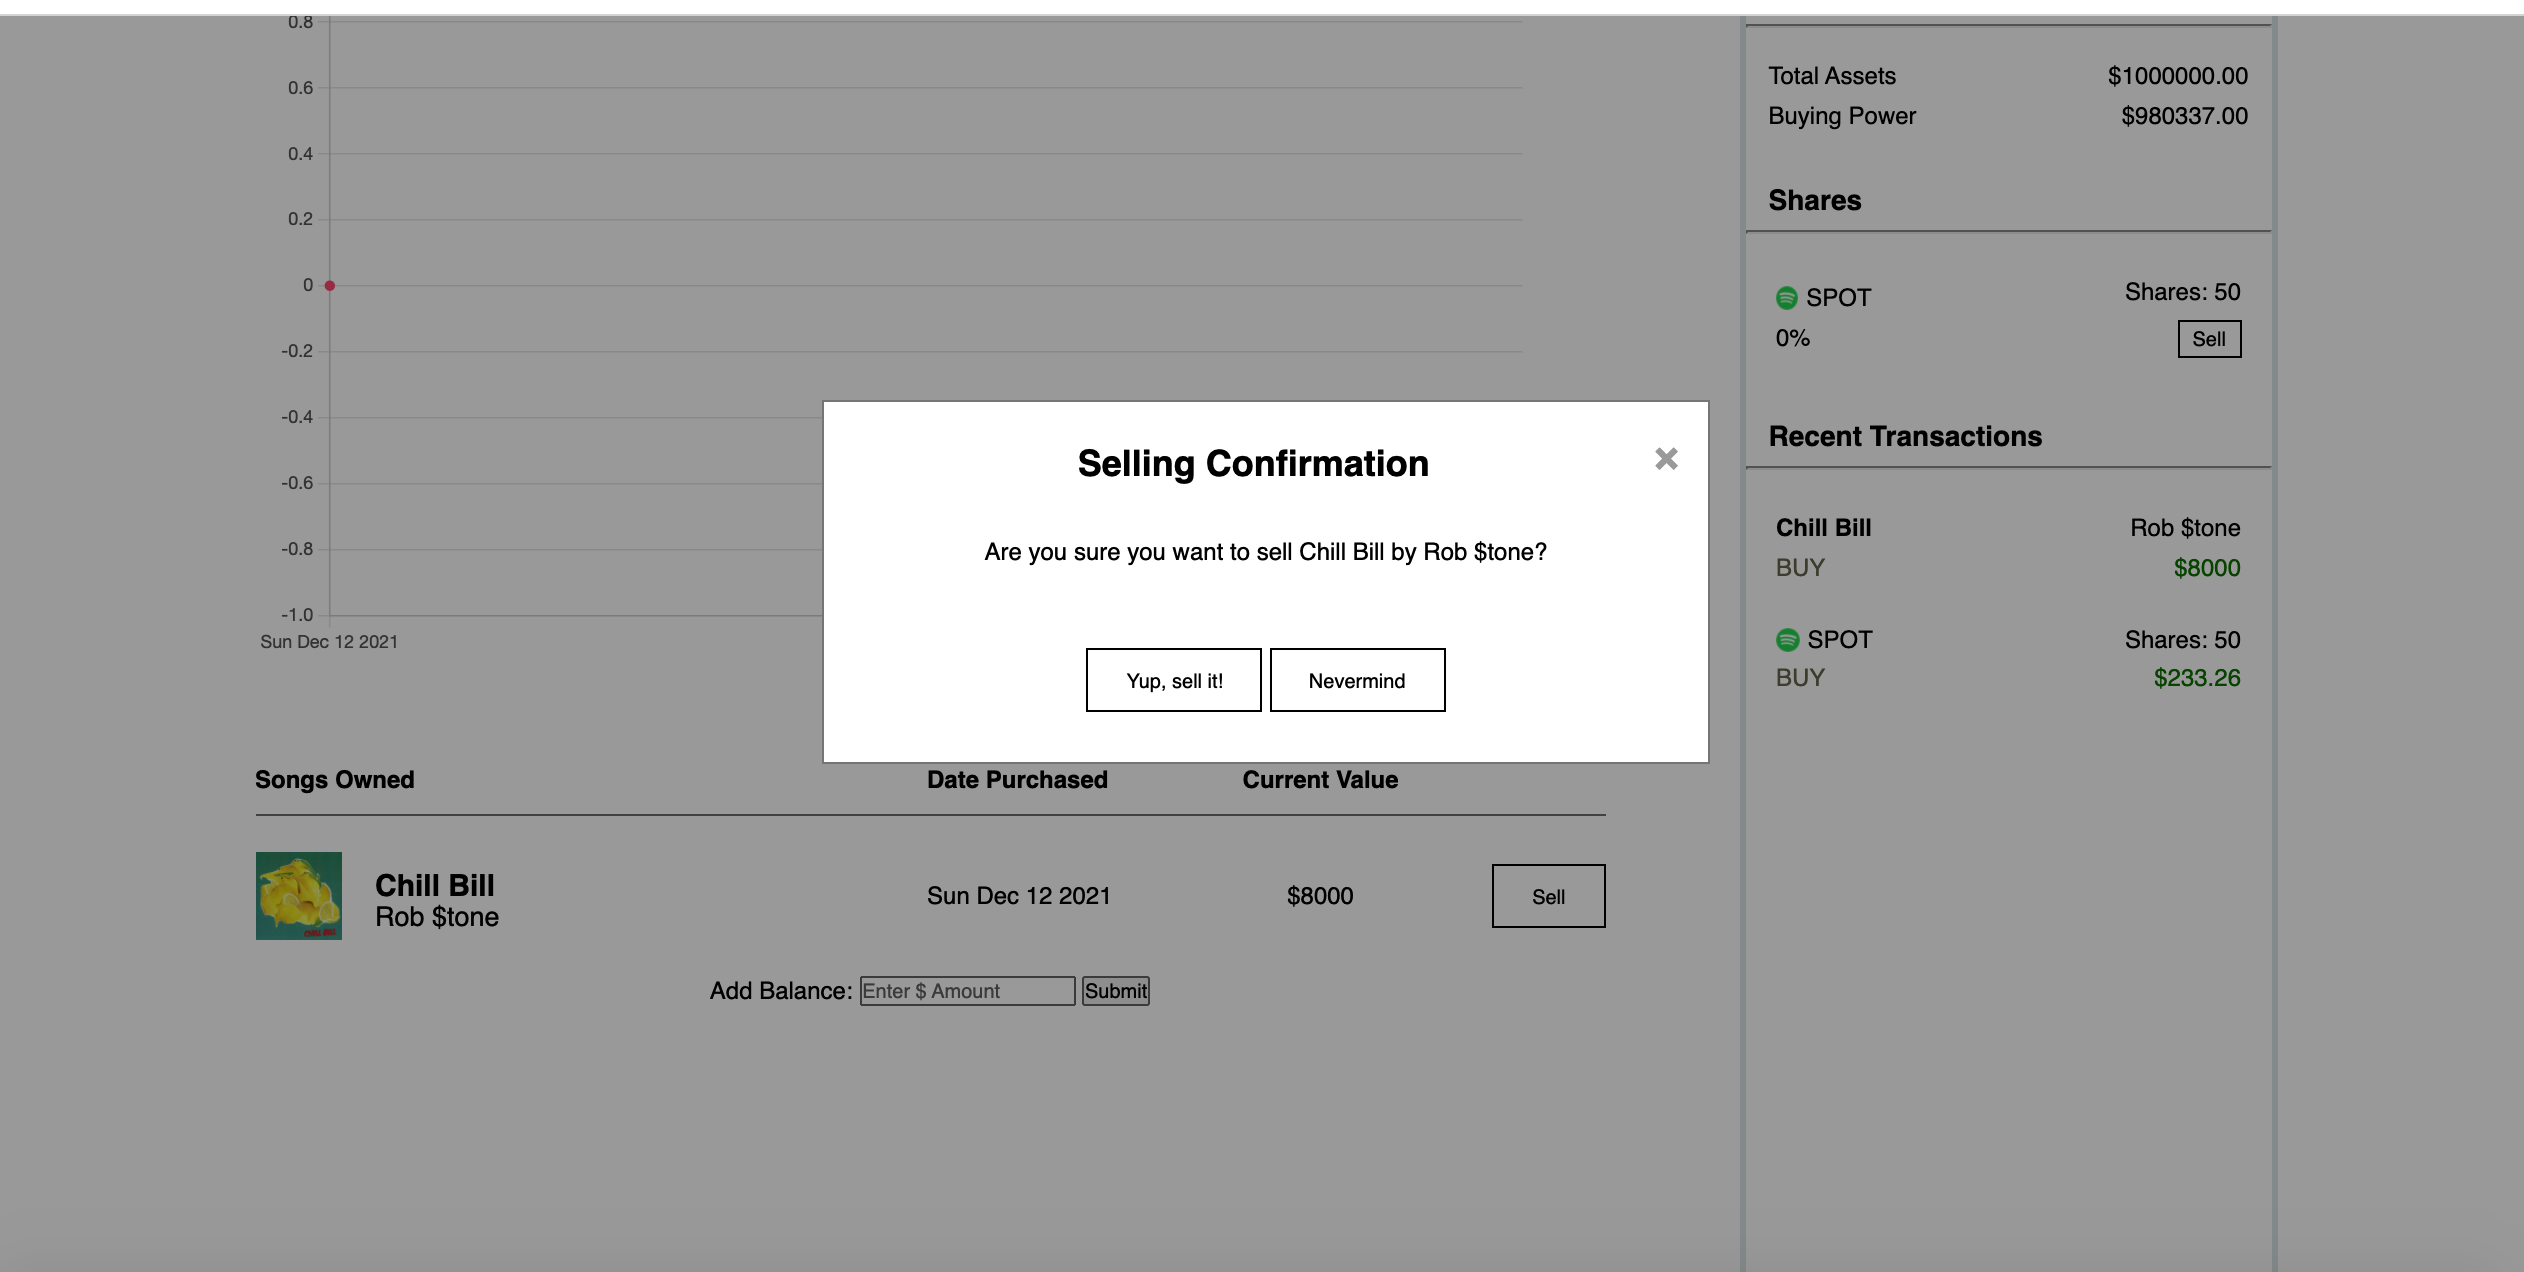 0.8
0.6
0.4
0.2
0
-0.2
-0.4
-0.6
-0.8
-1.0
Sun Dec 12 2021
Selling Confirmation
Are you sure you want to sell Chill Bill by Rob $tone?
Yup, sell it! Nevermind
Songs Owned Date Purchased Current Value
Chill Bill
Rob $tone
Sun Dec 12 2021 $8000 Sell
CHILL BILL
Add Balance: Enter $ Amount Submit
Total Assets $1000000.00
Buying Power $980337.00
Shares
SPOT Shares: 50
0% Sell
Recent Transactions
Chill Bill Rob $tone
BUY $8000
SPOT Shares: 50
BUY $233.26